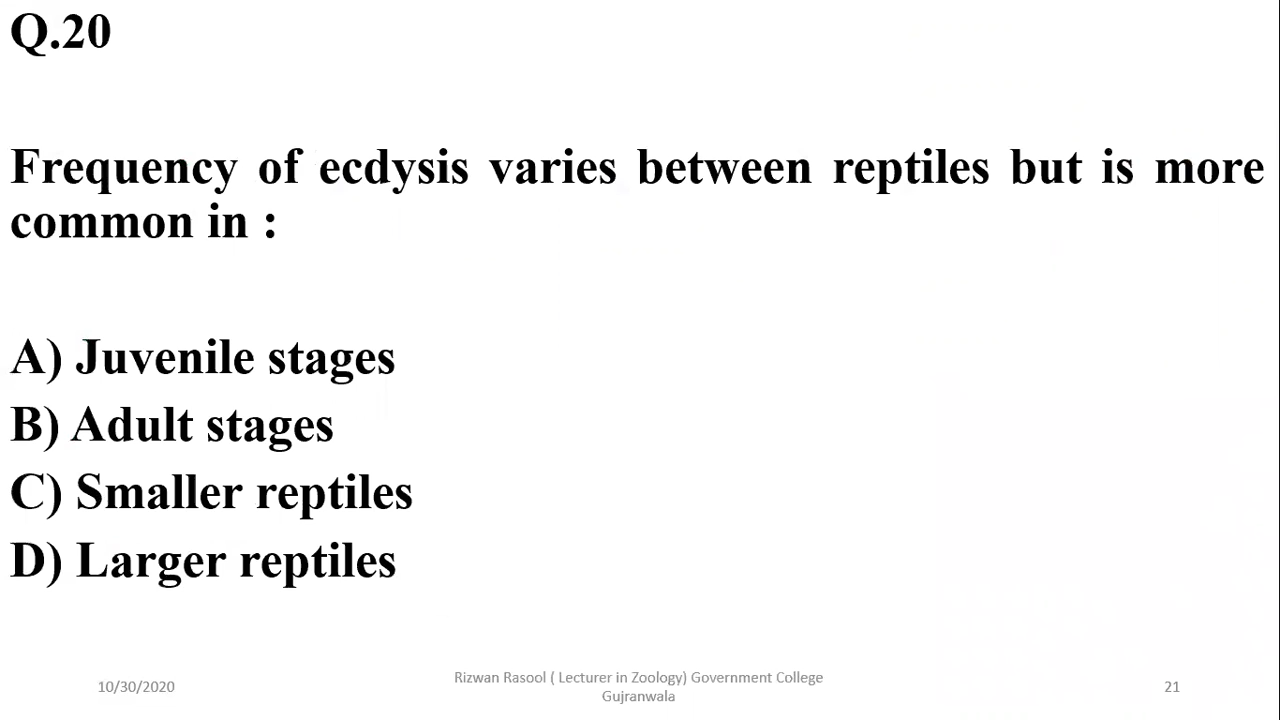 Q.20
Frequency of ecdysis varies between reptiles but is more
common in :
A) Juvenile stages
B) Adult stages
C) Smaller reptiles
D) Larger reptiles
10/30/2020
Rizwan Rasool ( Lecturer in Zoology) Government College
Gujranwala
21